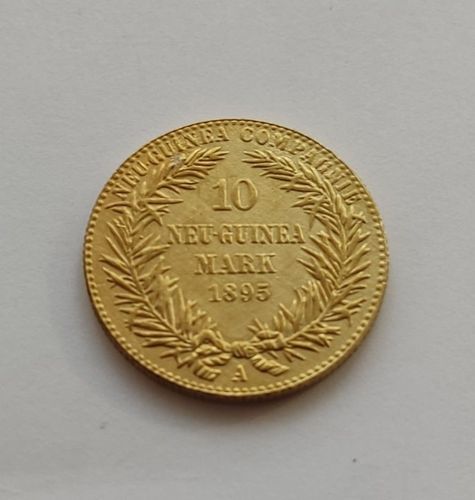 NEU-GUINEA COMPAGNIE
10
NEU-GUINEA
MARK
1895
A